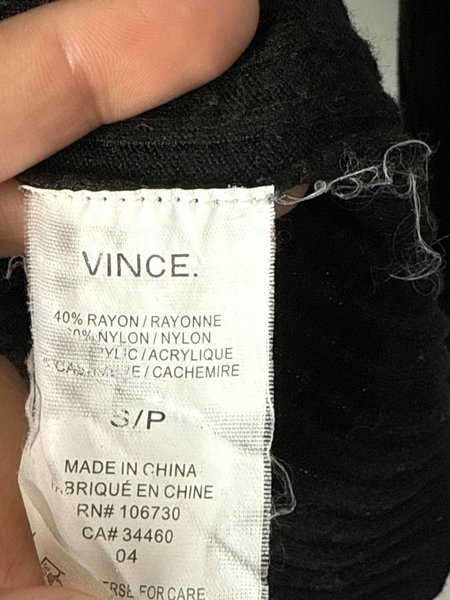 VINCE.
40% RAYON / RAYONNE
NYLON / NYLON
/ ACRYLIQUE
/ CACHEMIRE
S/P
MADE IN CHINA
EN CHINE
RN# 106730
CA# 34460
04
FOR CARE